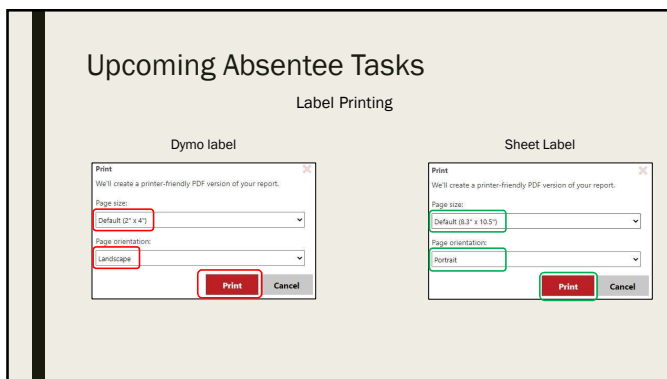 Upcoming Absentee Tasks
Label Printing
Dymo label
Print
We'll create a printer-friendly PDF version of your report.
Page size:
Default (2" x 4")
Page orientation:
Landscape
Print
Cancel
Sheet Label
Print
We'll create a printer-friendly PDF version of your report.
Page size:
Default (8.3" x 10.5")
Page orientation:
Portrait
Print
Cancel